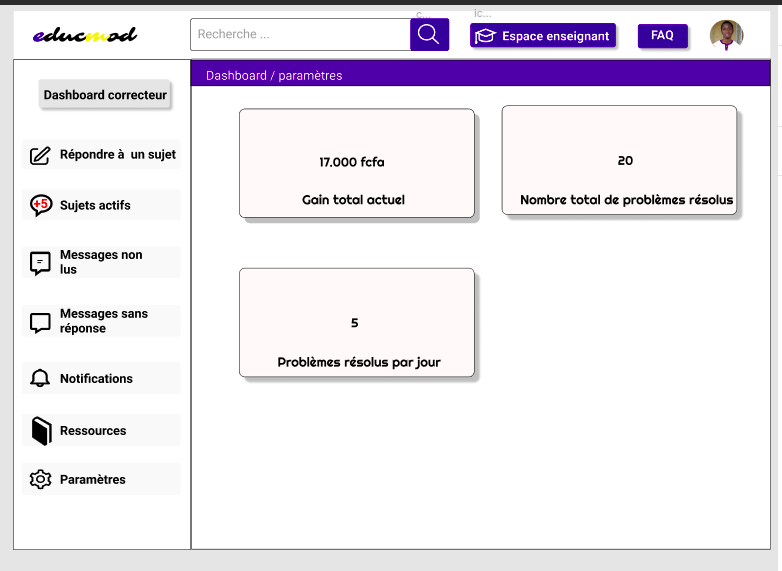 c...
ic...
educmod
Recherche ...
Espace enseignant
FAQ
Dashboard / paramètres
Dashboard correcteur
Répondre à un sujet
+5
Sujets actifs
Messages non
lus
Messages sans
réponse
Notifications
Ressources
Paramètres
17.000 fcfa
Gain total actuel
20
Nombre total de problèmes résolus
5
Problèmes résolus par jour